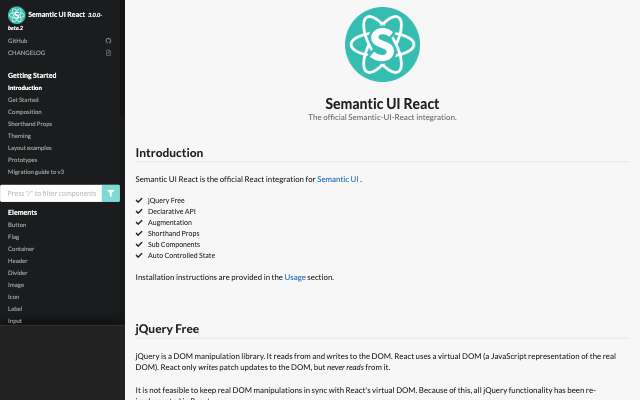 Semantic UI React 3.0.0-
beta.2
GitHub
CHANGELOG
Getting Started
Introduction
Get Started
Composition
Shorthand Props
Theming
Layout examples
Prototypes
Migration guide to v3
Press "/" to filter components
Elements
Button
Flag
Container
Header
Divider
Image
Icon
Label
Input
S
Semantic UI React
The official Semantic-UI-React integration.
Introduction
Semantic UI React is the official React integration for Semantic UI .
jQuery Free
Declarative API
Augmentation
Shorthand Props
Sub Components
Auto Controlled State
Installation instructions are provided in the Usage section.
jQuery Free
jQuery is a DOM manipulation library. It reads from and writes to the DOM. React uses a virtual DOM (a JavaScript representation of the real
DOM). React only writes patch updates to the DOM, but never reads from it.
It is not feasible to keep real DOM manipulations in sync with React's virtual DOM. Because of this, all jQuery functionality has been re-